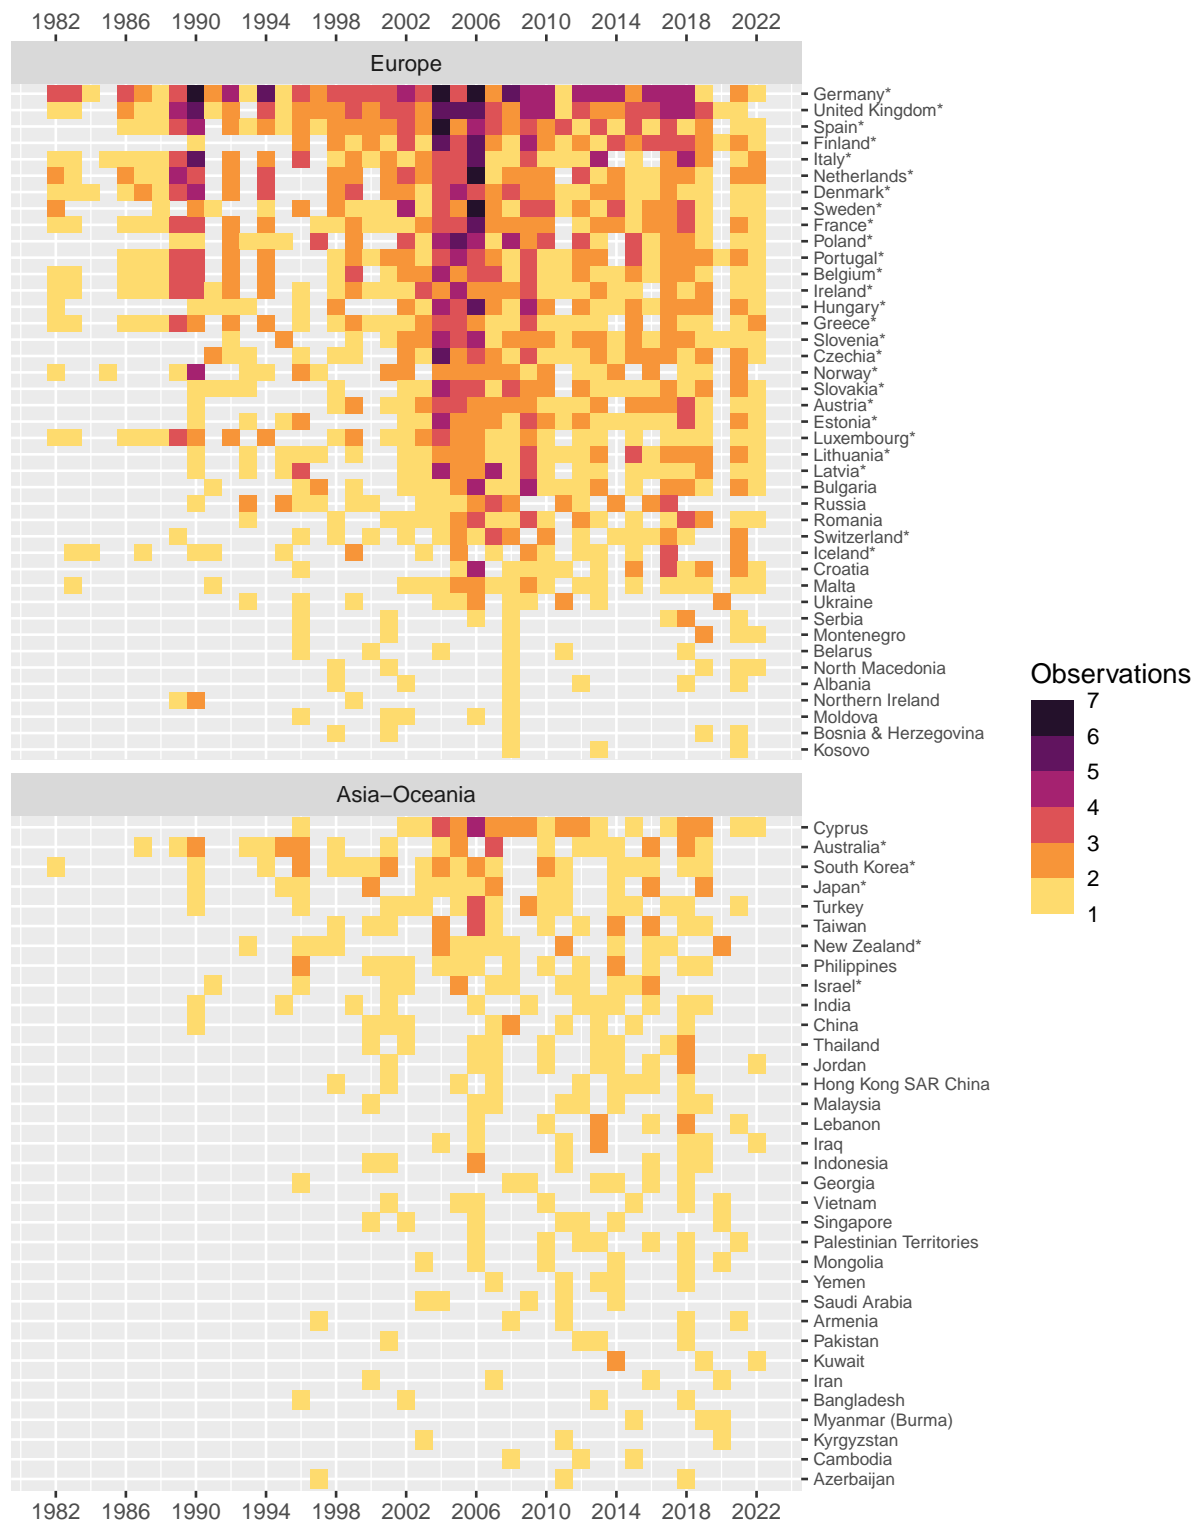 1982 1986 1990 1994 1998 2002 2006 2010 2014 2018 2022
Europe
Germany*
United Kingdom*
Spain*
Finland*
Italy*
Netherlands*
Denmark*
Sweden*
France*
Poland*
Portugal*
Belgium*
Ireland*
Hungary*
Greece*
Slovenia*
Czechia*
Norway*
Slovakia*
Austria*
Estonia*
Luxembourg*
Lithuania*
Latvia*
Bulgaria
Russia
Romania
Switzerland*
Iceland*
Croatia
Malta
Ukraine
Serbia
Montenegro
Belarus
North Macedonia
Albania
Northern Ireland
Moldova
Bosnia & Herzegovina
Kosovo
Observations
7
6
5
4
3
2
1
Asia−Oceania
Cyprus
Australia*
South Korea*
Japan*
Turkey
Taiwan
New Zealand*
Philippines
Israel*
India
China
Thailand
Jordan
Hong Kong SAR China
Malaysia
Lebanon
Iraq
Indonesia
Georgia
Vietnam
Singapore
Palestinian Territories
Mongolia
Yemen
Saudi Arabia
Armenia
Pakistan
Kuwait
Iran
Bangladesh
Myanmar (Burma)
Kyrgyzstan
Cambodia
Azerbaijan
1982 1986 1990 1994 1998 2002 2006 2010 2014 2018 2022